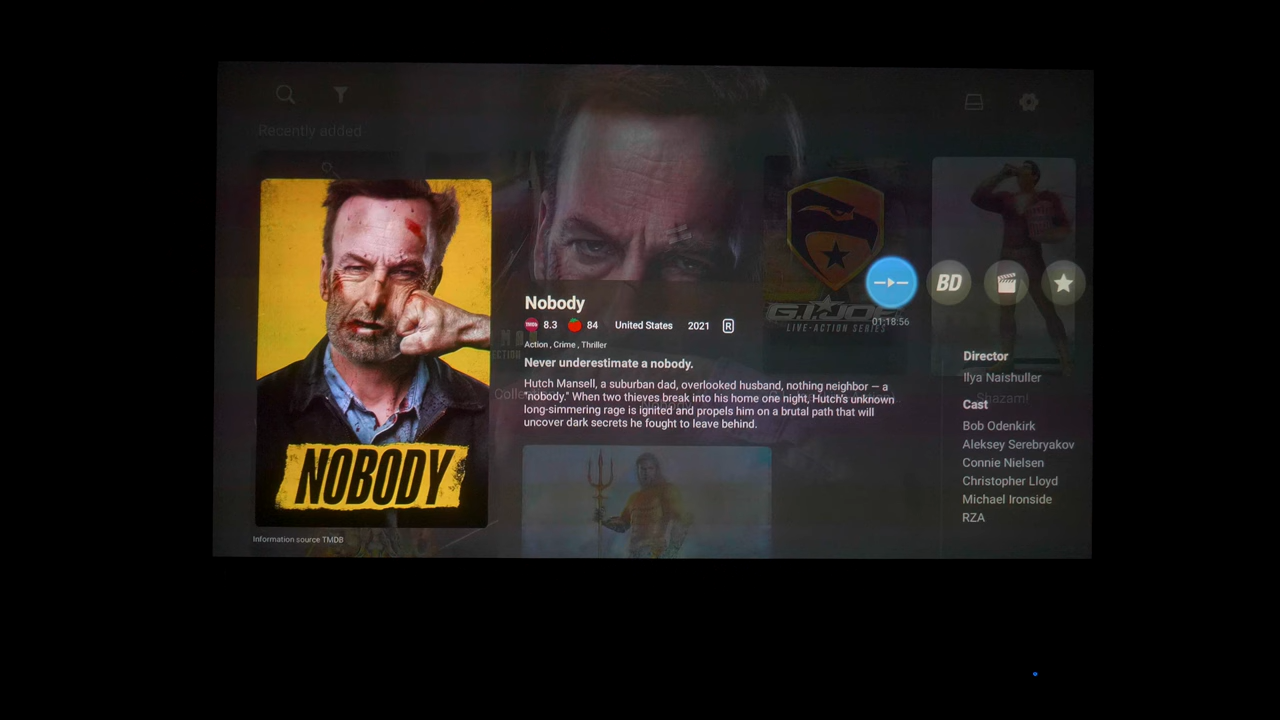 Recently added
NOBODY
Information source TMDB
Nobody
8.3 84 United States 2021 R
Action , Crime , Thriller
Never underestimate a nobody.
Hutch Mansell, a suburban dad, overlooked husband, nothing neighbor — a
"nobody." When two thieves break into his home one night, Hutch's unknown
long-simmering rage is ignited and propels him on a brutal path that will
uncover dark secrets he fought to leave behind.
G.I.JOE
LIVE-ACTION SERIES
BD
01:18:56
Director
Ilya Naishuller
Shazam!
Cast
Bob Odenkirk
Aleksey Serebryakov
Connie Nielsen
Christopher Lloyd
Michael Ironside
RZA